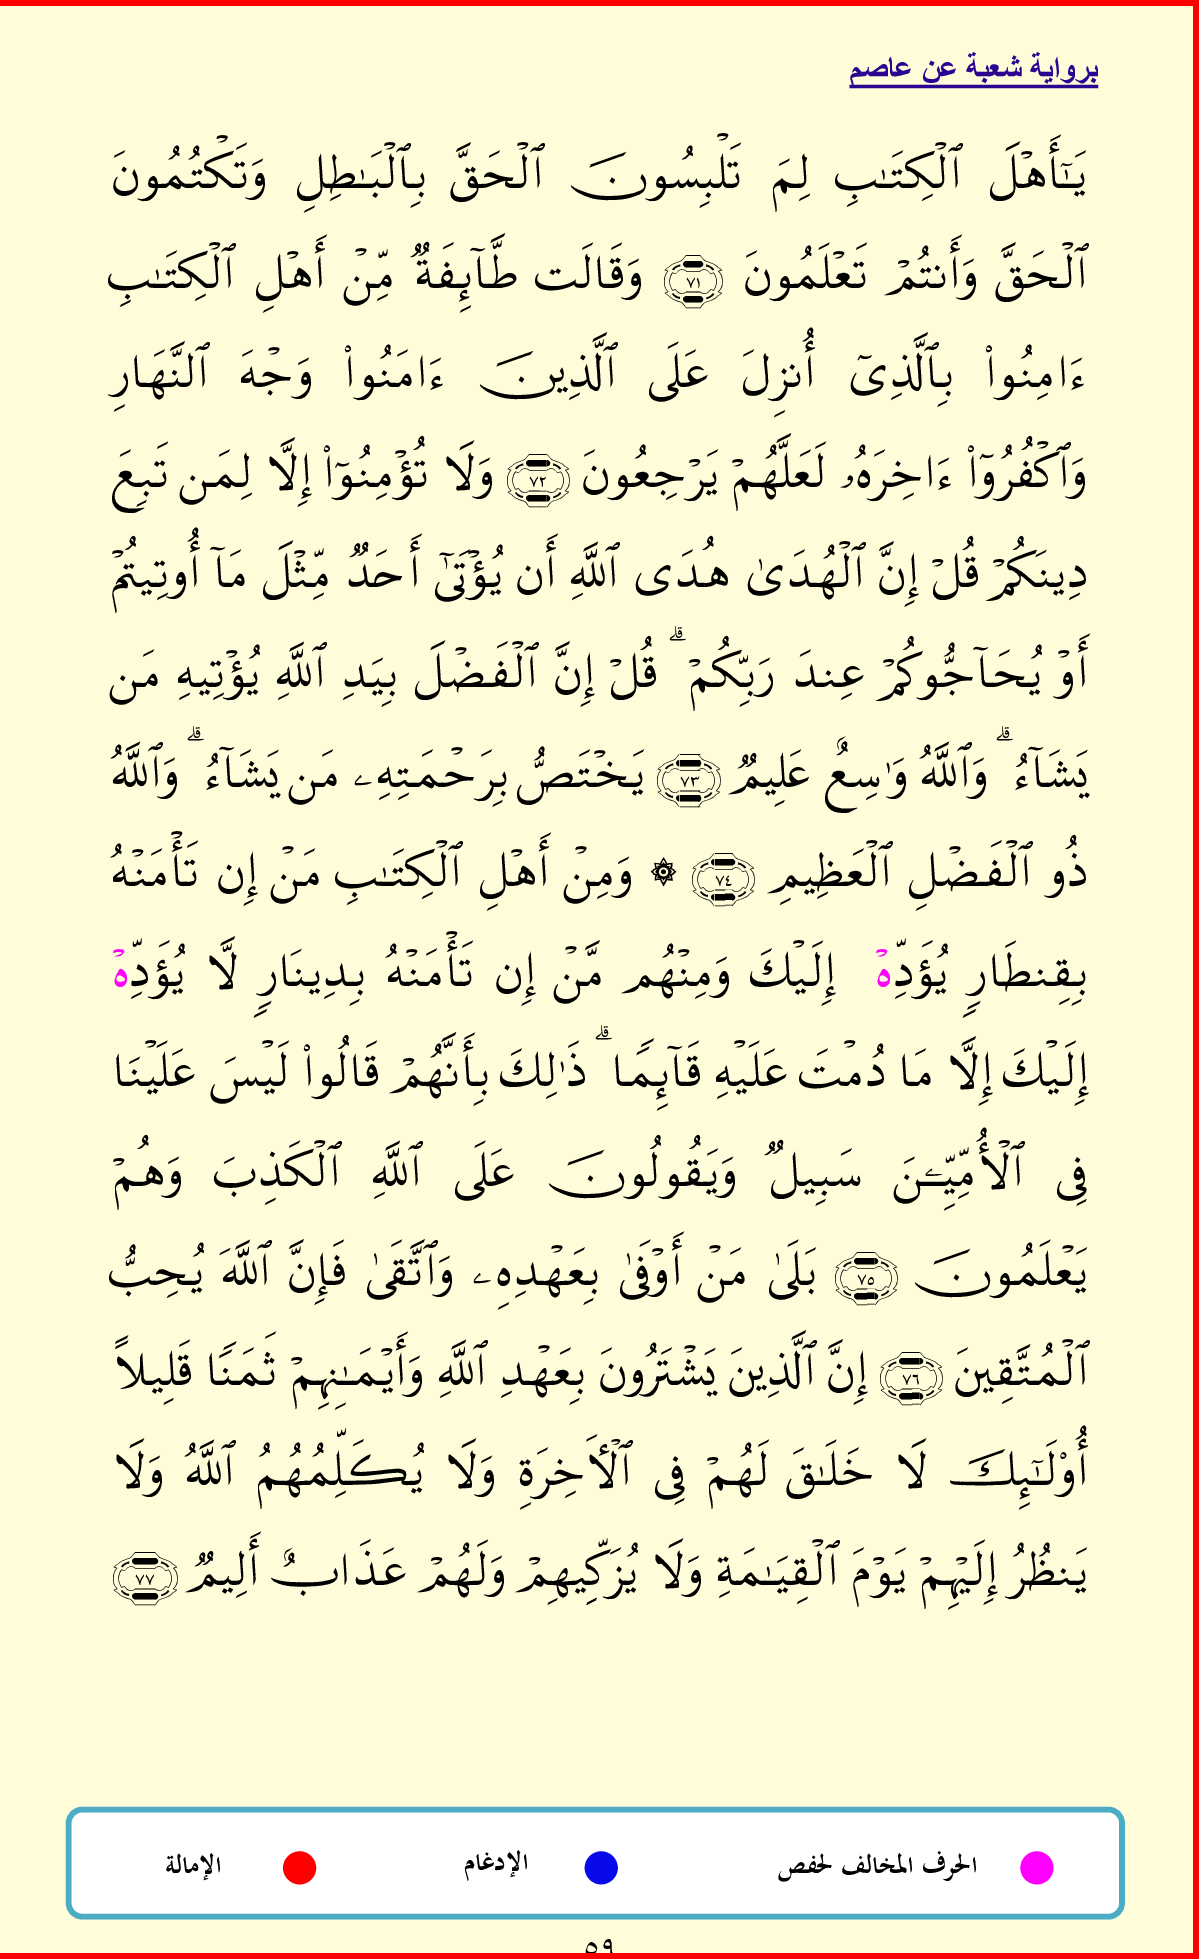 برواية شعبة عن عاصم
يَـٰٓأَهۡلَ ٱلۡكِتَـٰبِ لِمَ تَلۡبِسُونَ ٱلۡحَقَّ بِٱلۡبَـٰطِلِ وَتَكۡتُمُونَ
ٱلۡحَقَّ وَأَنتُمۡ تَعۡلَمُونَ ٧١ وَقَالَت طَّآئِفَةٌ مِّنۡ أَهۡلِ ٱلۡكِتَـٰبِ
ءَامِنُواْ بِٱلَّذِىٓ أُنزِلَ عَلَى ٱلَّذِينَ ءَامَنُواْ وَجۡهَ ٱلنَّهَارِ
وَٱكۡفُرُوٓاْ ءَاخِرَهُۥ لَعَلَّهُمۡ يَرۡجِعُونَ ٧٢ وَلَا تُؤۡمِنُوٓاْ إِلَّا لِمَن تَبِعَ
دِينَكُمۡ قُلۡ إِنَّ ٱلۡهُدَىٰ هُدَى ٱللَّهِ أَن يُؤۡتَىٰٓ أَحَدٌ مِّثۡلَ مَآ أُوتِيتُمۡ
أَوۡ يُحَآجُّوكُمۡ عِندَ رَبِّكُمۡ ۗ قُلۡ إِنَّ ٱلۡفَضۡلَ بِيَدِ ٱللَّهِ يُؤۡتِيهِ مَن
يَشَآءُ ۗ وَٱللَّهُ وَٰسِعٌ عَلِيمٌ ٧٣ يَخۡتَصُّ بِرَحۡمَتِهِۦ مَن يَشَآءُ ۗ وَٱللَّهُ
ذُو ٱلۡفَضۡلِ ٱلۡعَظِيمِ ٧٤ ۞ وَمِنۡ أَهۡلِ ٱلۡكِتَـٰبِ مَنۡ إِن تَأۡمَنۡهُ
بِقِنطَارٍ يُؤَدِّهۡ إِلَيۡكَ وَمِنۡهُم مَّنۡ إِن تَأۡمَنۡهُ بِدِينَارٍ لَّا يُؤَدِّهۡ
إِلَيۡكَ إِلَّا مَا دُمۡتَ عَلَيۡهِ قَآئِمًا ۗ ذَٰلِكَ بِأَنَّهُمۡ قَالُواْ لَيۡسَ عَلَيۡنَا
فِى ٱلۡأُمِّيِّـۧنَ سَبِيلٌ وَيَقُولُونَ عَلَى ٱللَّهِ ٱلۡكَذِبَ وَهُمۡ
يَعۡلَمُونَ ٧٥ بَلَىٰ مَنۡ أَوۡفَىٰ بِعَهۡدِهِۦ وَٱتَّقَىٰ فَإِنَّ ٱللَّهَ يُحِبُّ
ٱلۡمُتَّقِينَ ٧٦ إِنَّ ٱلَّذِينَ يَشۡتَرُونَ بِعَهۡدِ ٱللَّهِ وَأَيۡمَـٰنِهِمۡ ثَمَنًا قَلِيلاً
أُوْلَـٰٓئِكَ لَا خَلَـٰقَ لَهُمۡ فِى ٱلۡأَخِرَةِ وَلَا يُكَلِّمُهُمُ ٱللَّهُ وَلَا
يَنظُرُ إِلَيۡهِمۡ يَوۡمَ ٱلۡقِيَـٰمَةِ وَلَا يُزَكِّيهِمۡ وَلَهُمۡ عَذَابٌ أَلِيمٌ ٧٧
الحرف المخالف لحفص الإدغام الإمالة
٥٩